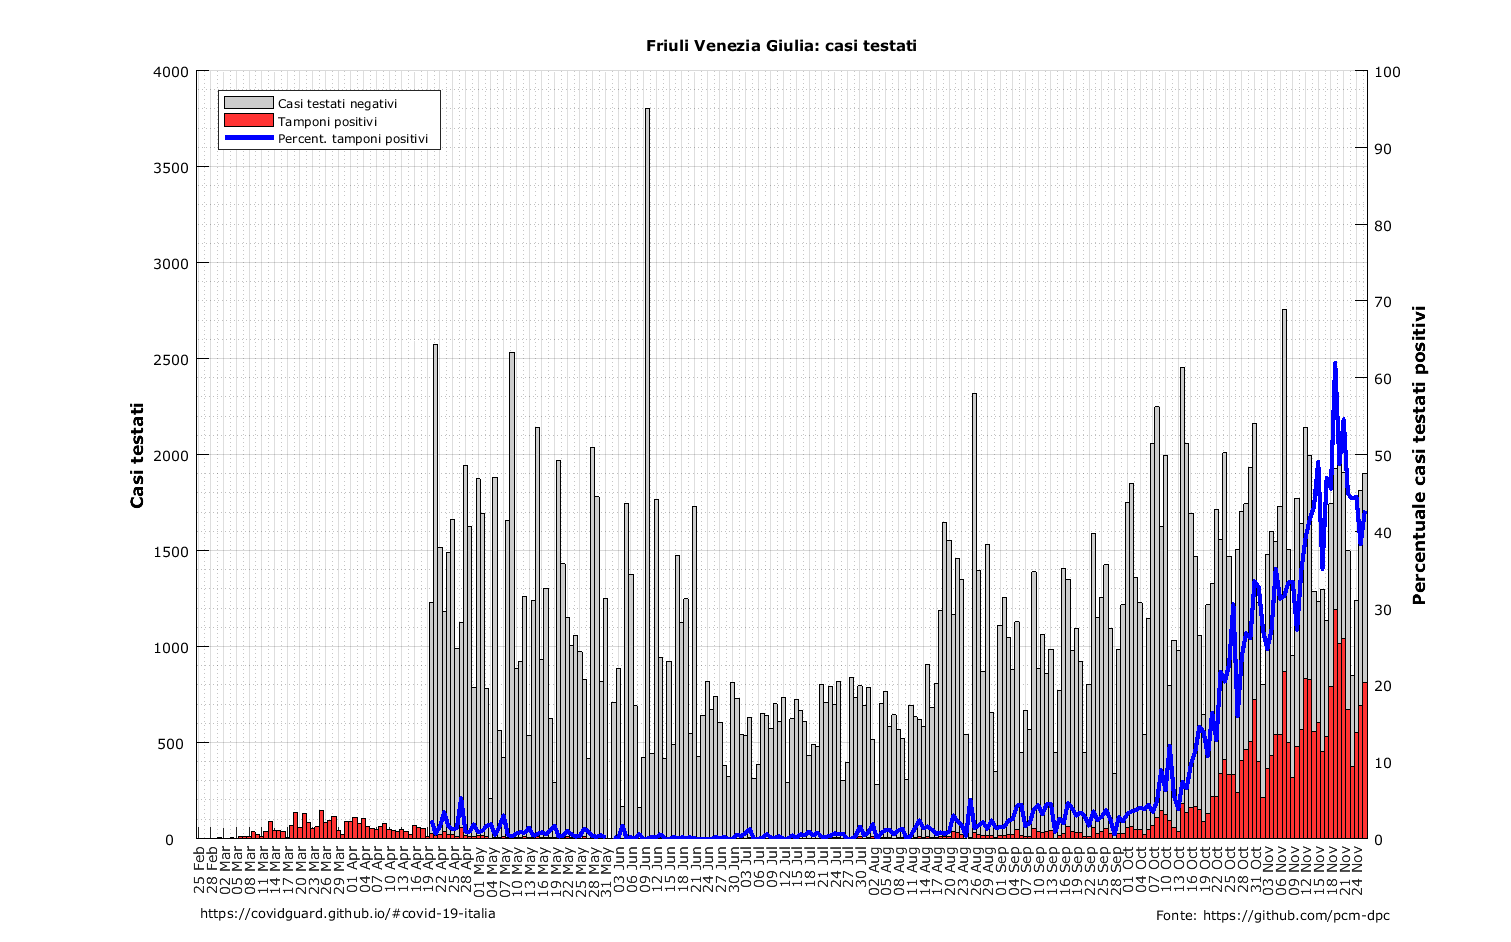 Friuli Venezia Giulia: casi testati
Casi testati negativi
Tamponi positivi
Percent. tamponi positivi
Casi testati
4000
3500
3000
2500
2000
1500
1000
500
0
Percentuale casi testati positivi
100
90
80
70
60
50
40
30
20
10
0
25 Feb
28 Feb
02 Mar
05 Mar
08 Mar
11 Mar
14 Mar
17 Mar
20 Mar
23 Mar
26 Mar
29 Mar
01 Apr
04 Apr
07 Apr
10 Apr
13 Apr
16 Apr
19 Apr
22 Apr
25 Apr
28 Apr
01 May
04 May
07 May
10 May
13 May
16 May
19 May
22 May
25 May
28 May
31 May
03 Jun
06 Jun
09 Jun
12 Jun
15 Jun
18 Jun
21 Jun
24 Jun
27 Jun
30 Jun
03 Jul
06 Jul
09 Jul
12 Jul
15 Jul
18 Jul
21 Jul
24 Jul
27 Jul
30 Jul
02 Aug
05 Aug
08 Aug
11 Aug
14 Aug
17 Aug
20 Aug
23 Aug
26 Aug
29 Aug
01 Sep
04 Sep
07 Sep
10 Sep
13 Sep
16 Sep
19 Sep
22 Sep
25 Sep
28 Sep
01 Oct
04 Oct
07 Oct
10 Oct
13 Oct
16 Oct
19 Oct
22 Oct
25 Oct
28 Oct
31 Oct
03 Nov
06 Nov
09 Nov
12 Nov
15 Nov
18 Nov
21 Nov
24 Nov
https://covidguard.github.io/#covid-19-italia
Fonte: https://github.com/pcm-dpc